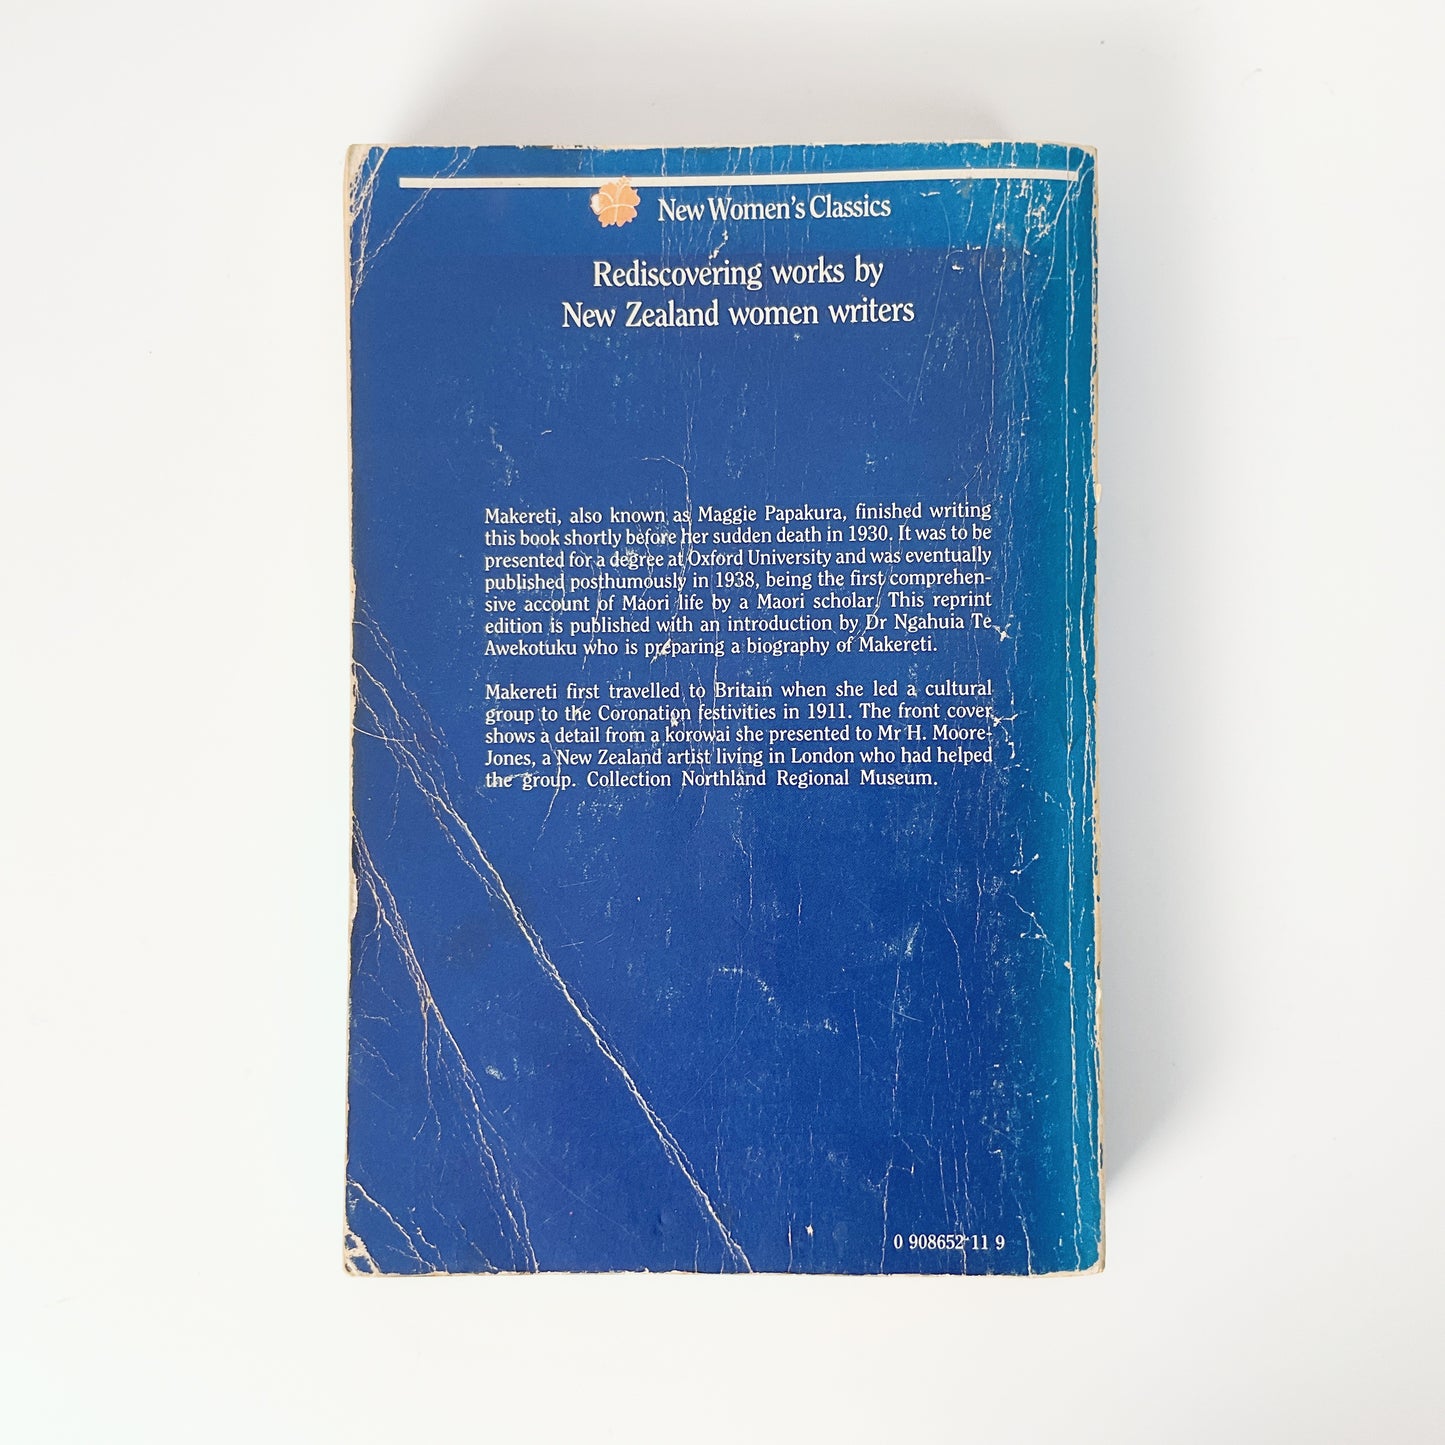 New Women's Classics
Rediscovering works by
New Zealand women writers
Makereti, also known as Maggie Papakura, finished writing
this book shortly before her sudden death in 1930. It was to be
presented for a degree at Oxford University and was eventually
published posthumously in 1938, being the first comprehen-
sive account of Maori life by a Maori scholar. This reprint
edition is published with an introduction by Dr Ngahuia Te
Awekotuku who is preparing a biography of Makereti.
Makereti first travelled to Britain when she led a cultural
group to the Coronation festivities in 1911. The front cover
shows a detail from a korowai she presented to Mr H. Moore-
Jones, a New Zealand artist living in London who had helped
the group. Collection Northland Regional Museum.
0 908652 11 9